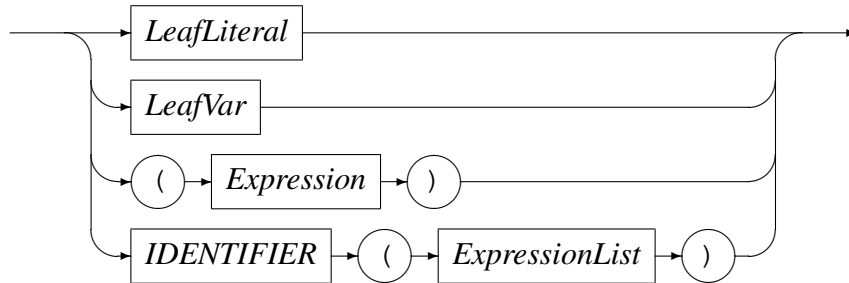 LeafLiteral
LeafVar
( Expression )
IDENTIFIER ( ExpressionList )